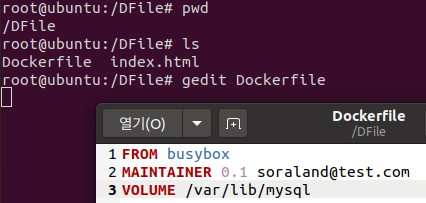 root@ubuntu:/DFile# pwd
/DFile
root@ubuntu:/DFile# ls
Dockerfile  index.html
root@ubuntu:/DFile# gedit Dockerfile
열기(O)
Dockerfile
/DFile
1 FROM busybox
2 MAINTAINER 0.1 soraland@test.com
3 VOLUME /var/lib/mysql